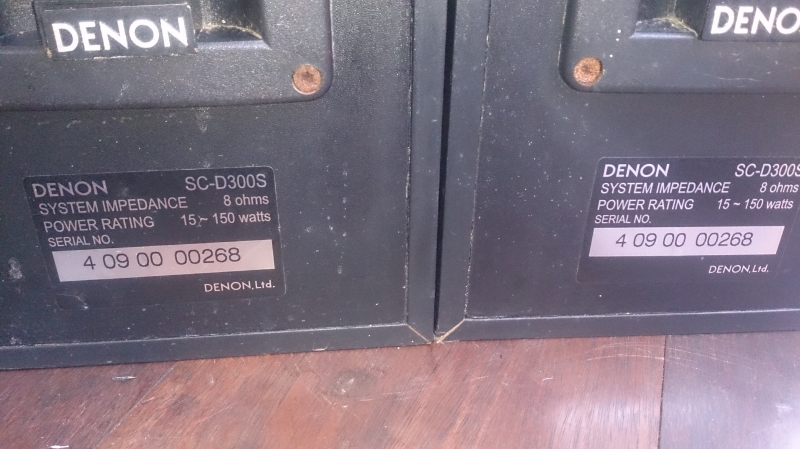 DENON
DENO
DENON SC-D300S
SYSTEM IMPEDANCE 8 ohms
POWER RATING 15~150 watts
SERIAL NO.
4 09 00 00268
DENON,Ltd.
DENON SC-D300S
SYSTEM IMPEDANCE 8 ohms
POWER RATING 15~150 watts
SERIAL NO.
4 09 00 00268
DENON,Ltd.